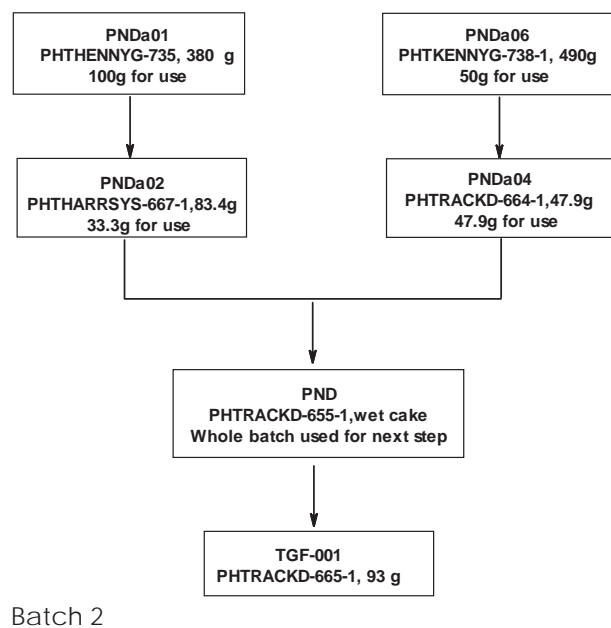 PNDa01
PHTHENNYG-735, 380 g
100g for use
PNDa06
PHTKENNYG-738-1, 490g
50g for use
PNDa02
PHTHARRSYS-667-1,83.4g
33.3g for use
PNDa04
PHTRACKD-664-1,47.9g
47.9g for use
PND
PHTRACKD-655-1,wet cake
Whole batch used for next step
TGF-001
PHTRACKD-665-1, 93 g
Batch 2